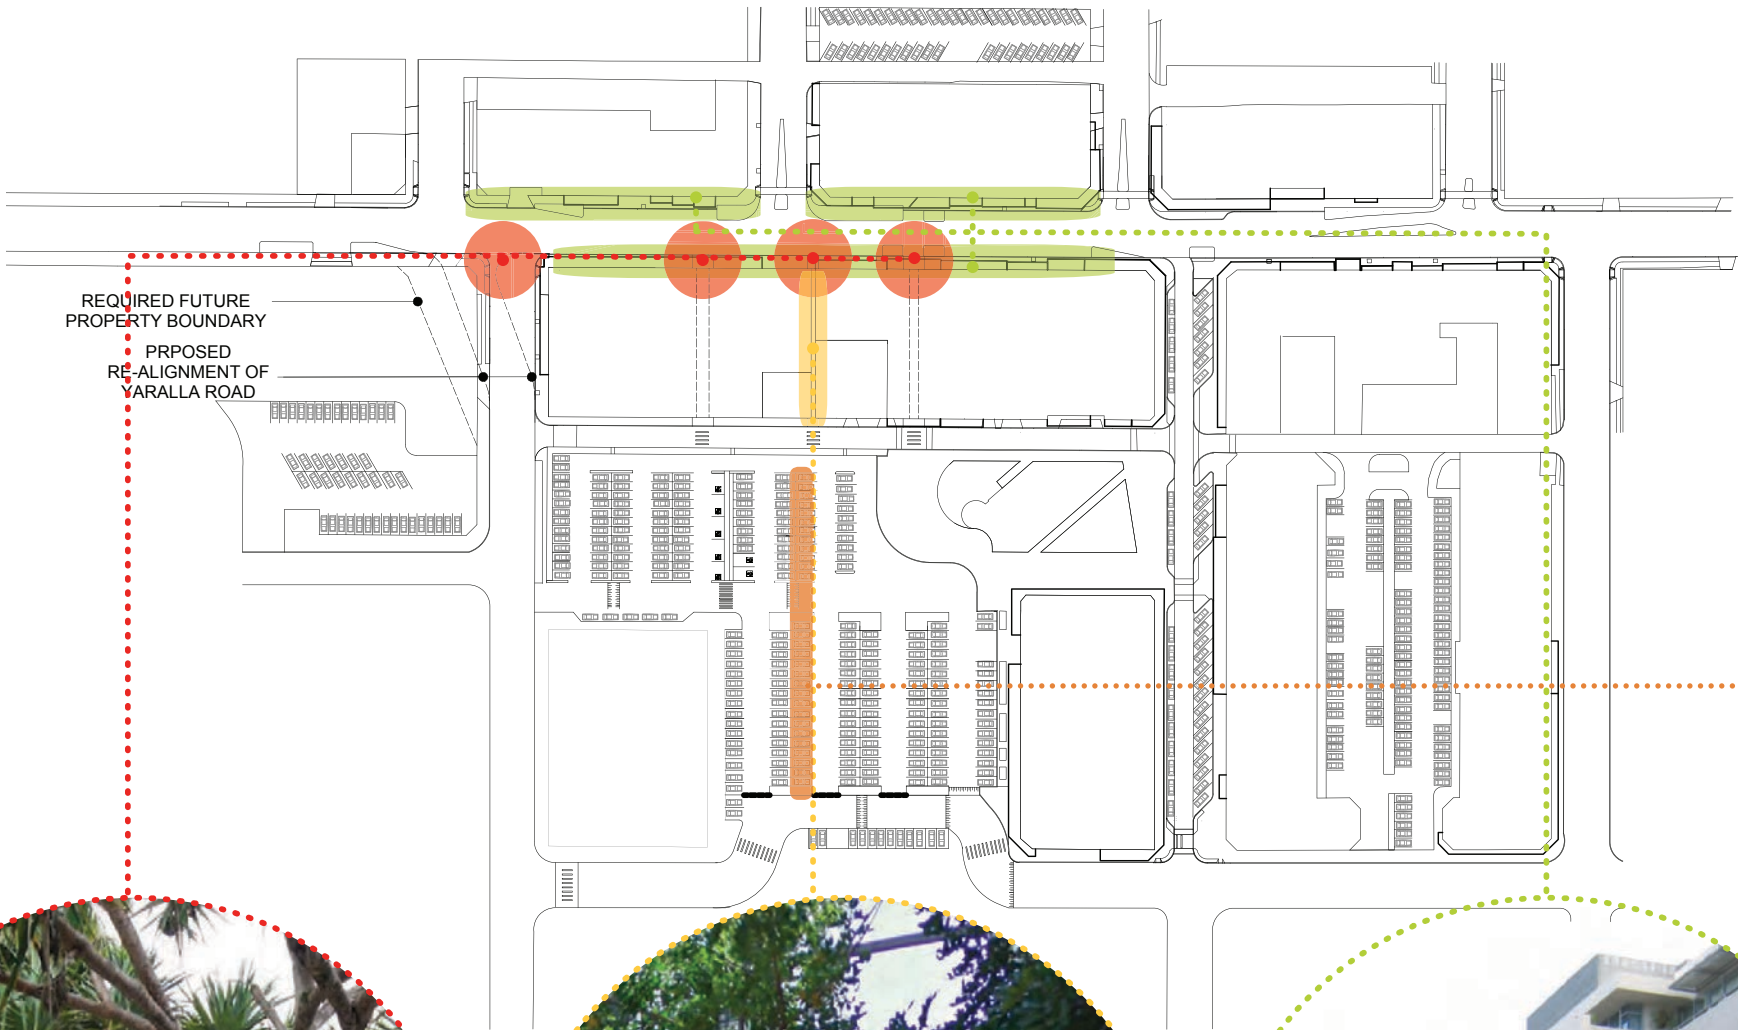 REQUIRED FUTURE
PROPERTY BOUNDARY
PRPOSED
RE-ALIGNMENT OF
YARALLA ROAD